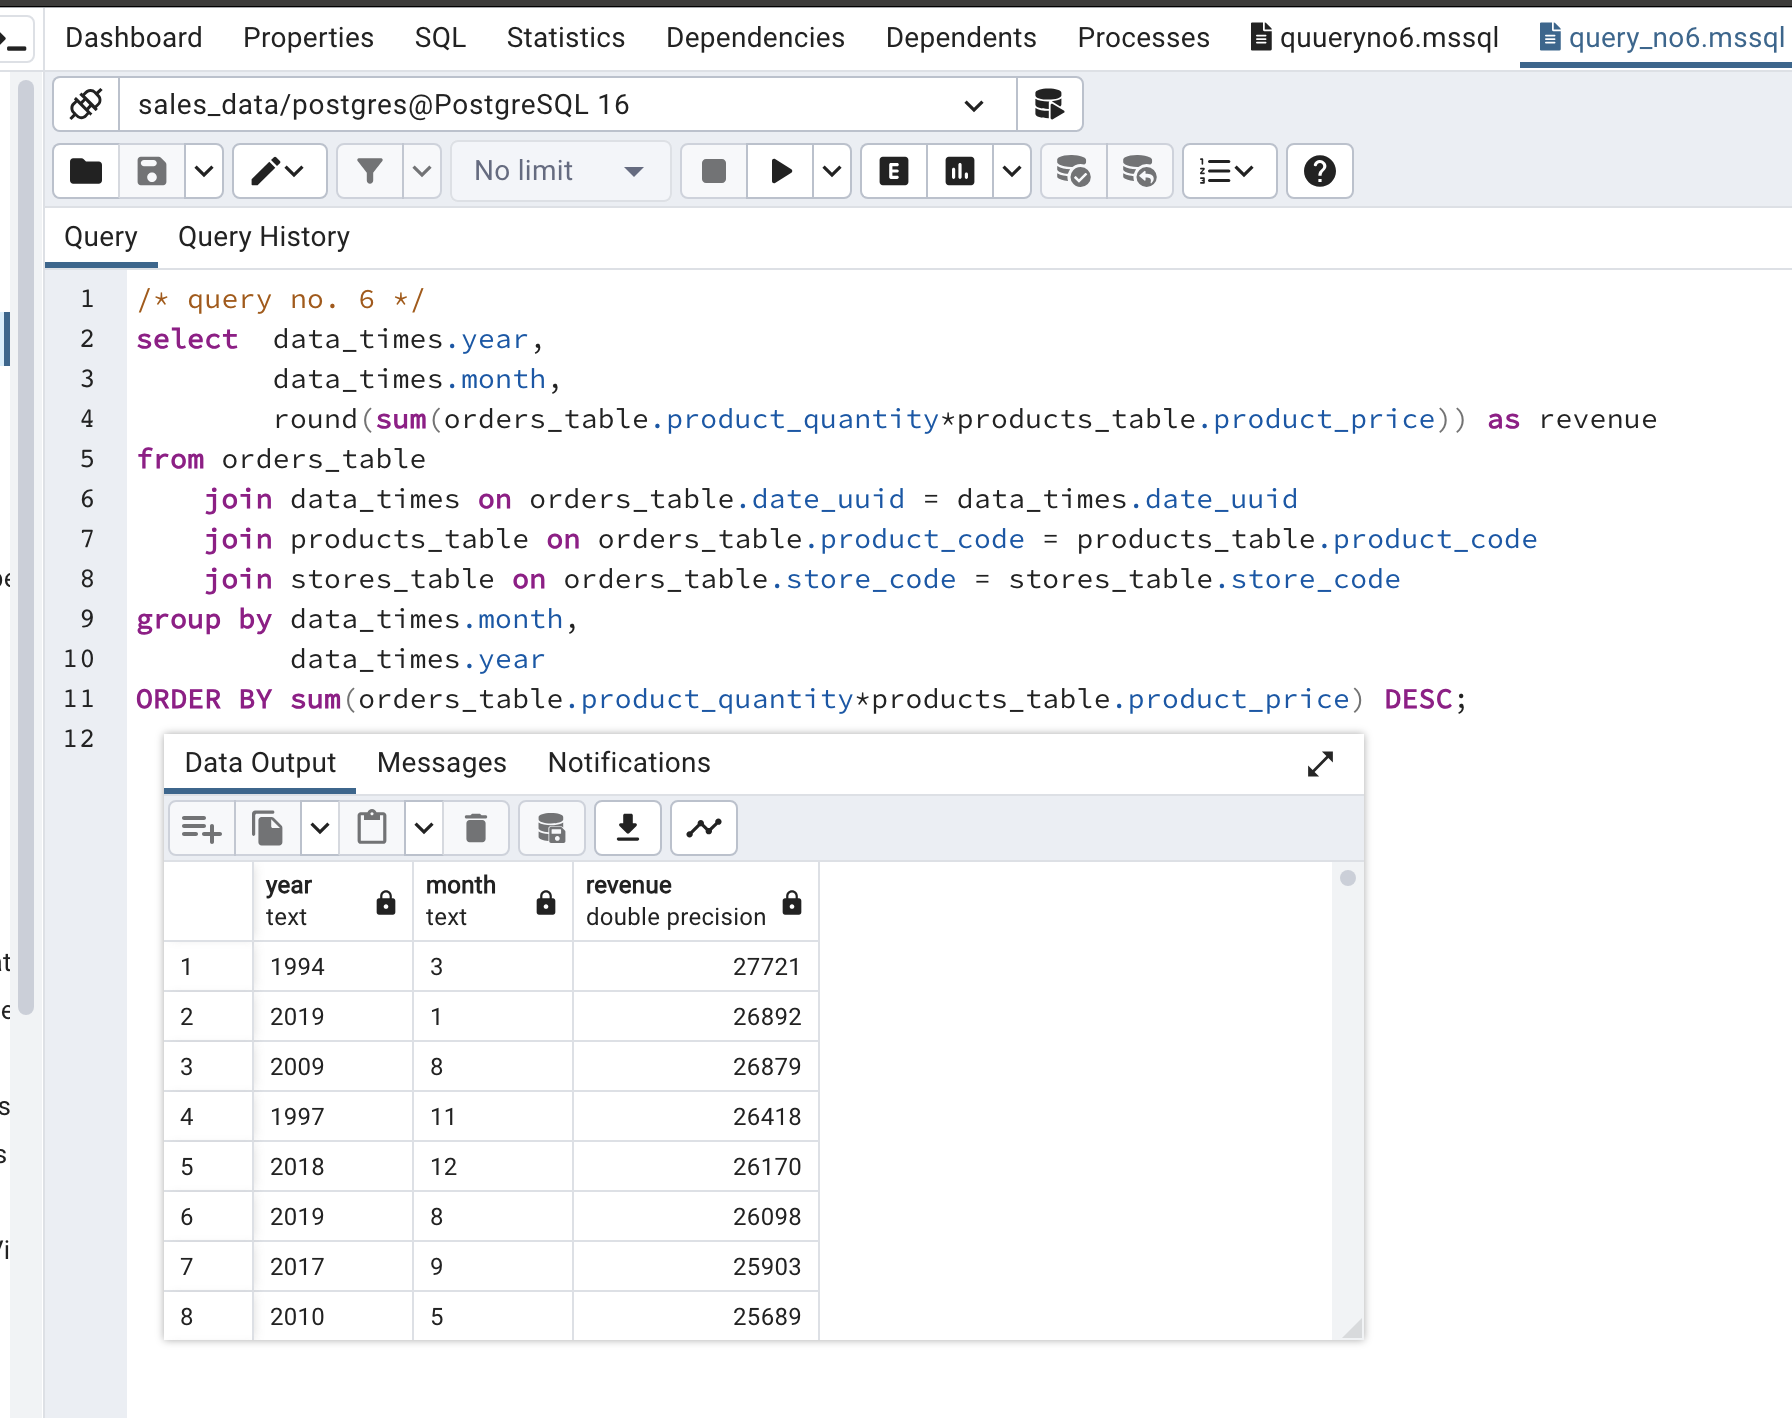 Dashboard Properties SQL Statistics Dependencies Dependents Processes quueryno6.mssql query_no6.mssql
sales_data/postgres@PostgreSQL 16
No limit E
Query Query History
1 /* query no. 6 */
2 select data_times.year,
3 data_times.month,
4 round(sum(orders_table.product_quantity*products_table.product_price)) as revenue
5 from orders_table
6 join data_times on orders_table.date_uuid = data_times.date_uuid
7 join products_table on orders_table.product_code = products_table.product_code
8 join stores_table on orders_table.store_code = stores_table.store_code
9 group by data_times.month,
10 data_times.year
11 ORDER BY sum(orders_table.product_quantity*products_table.product_price) DESC;
12
Data Output Messages Notifications
year month revenue
text text double precision
1 1994 3 27721
2 2019 1 26892
3 2009 8 26879
4 1997 11 26418
5 2018 12 26170
6 2019 8 26098
7 2017 9 25903
8 2010 5 25689